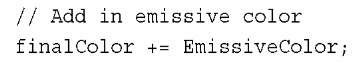 // Add in emissive color
finalColor += EmissiveColor;